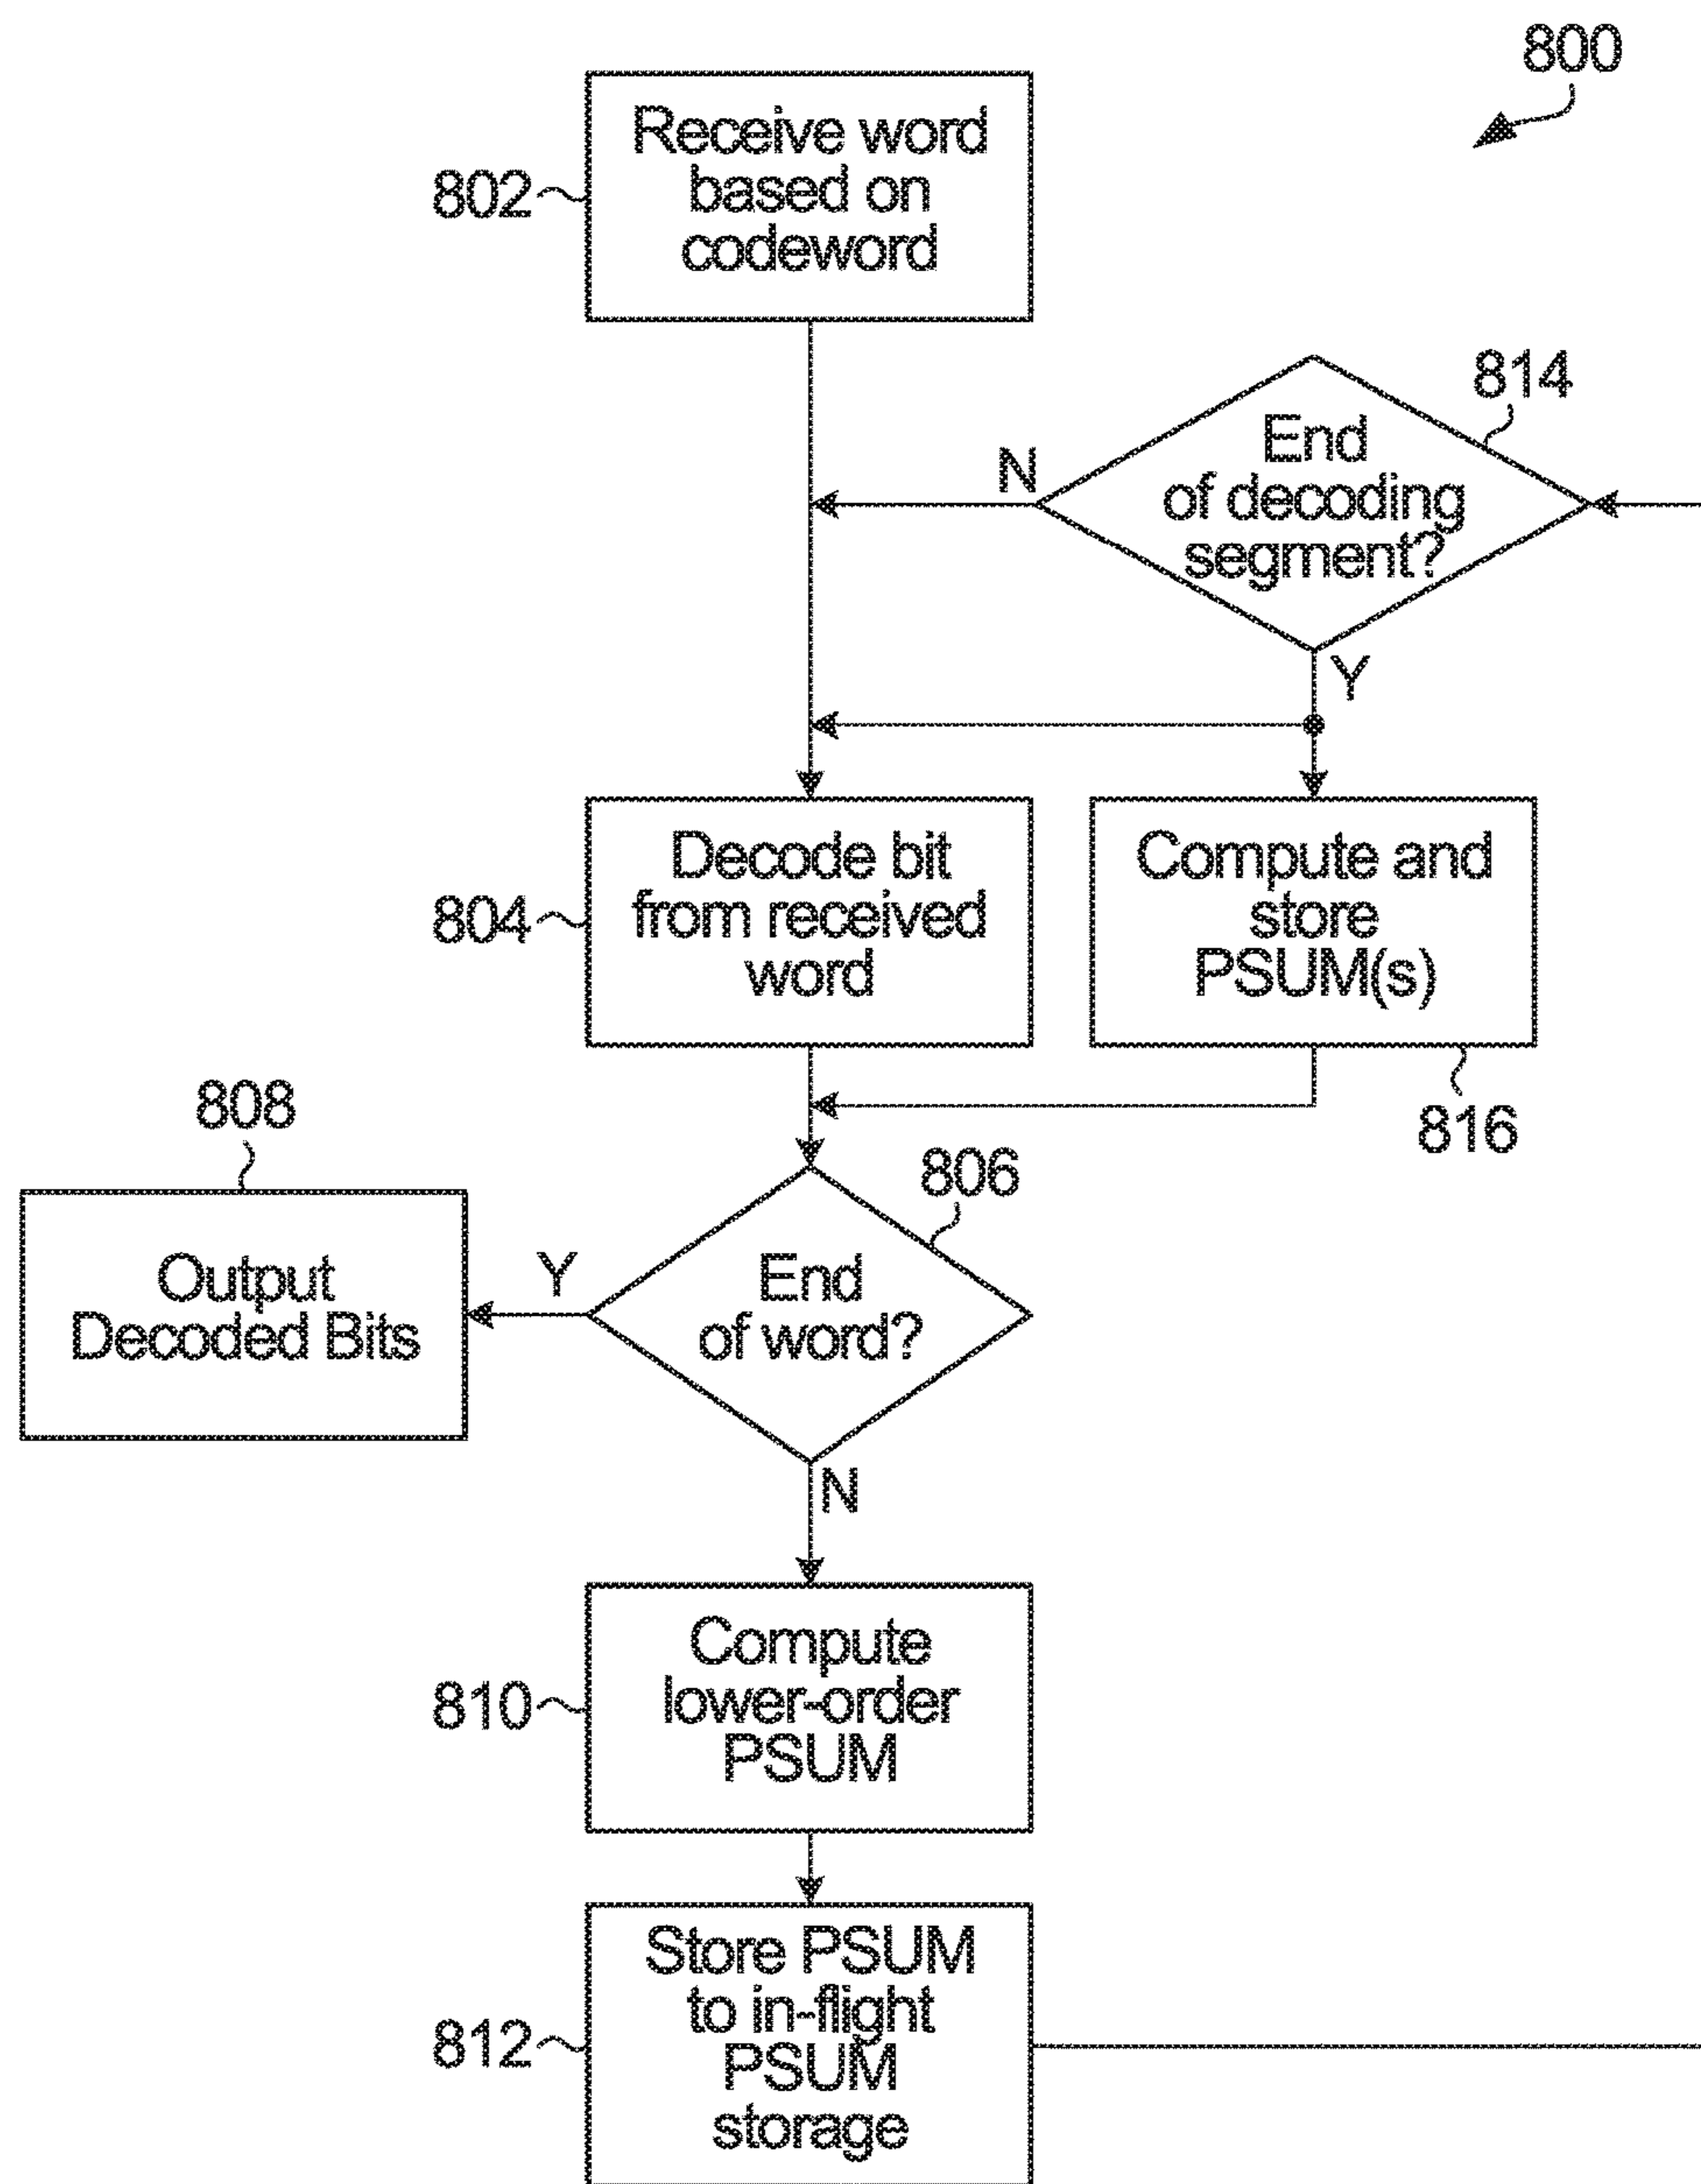 800
Receive word
based on
codeword
802
814
End
of decoding
segment?
N
Y
Decode bit
from received
word
804
Compute and
store
PSUM(s)
816
808
Output
Decoded Bits
806
End
of word?
Y
N
Compute
lower-order
PSUM
810
Store PSUM
to in-flight
PSUM
storage
812